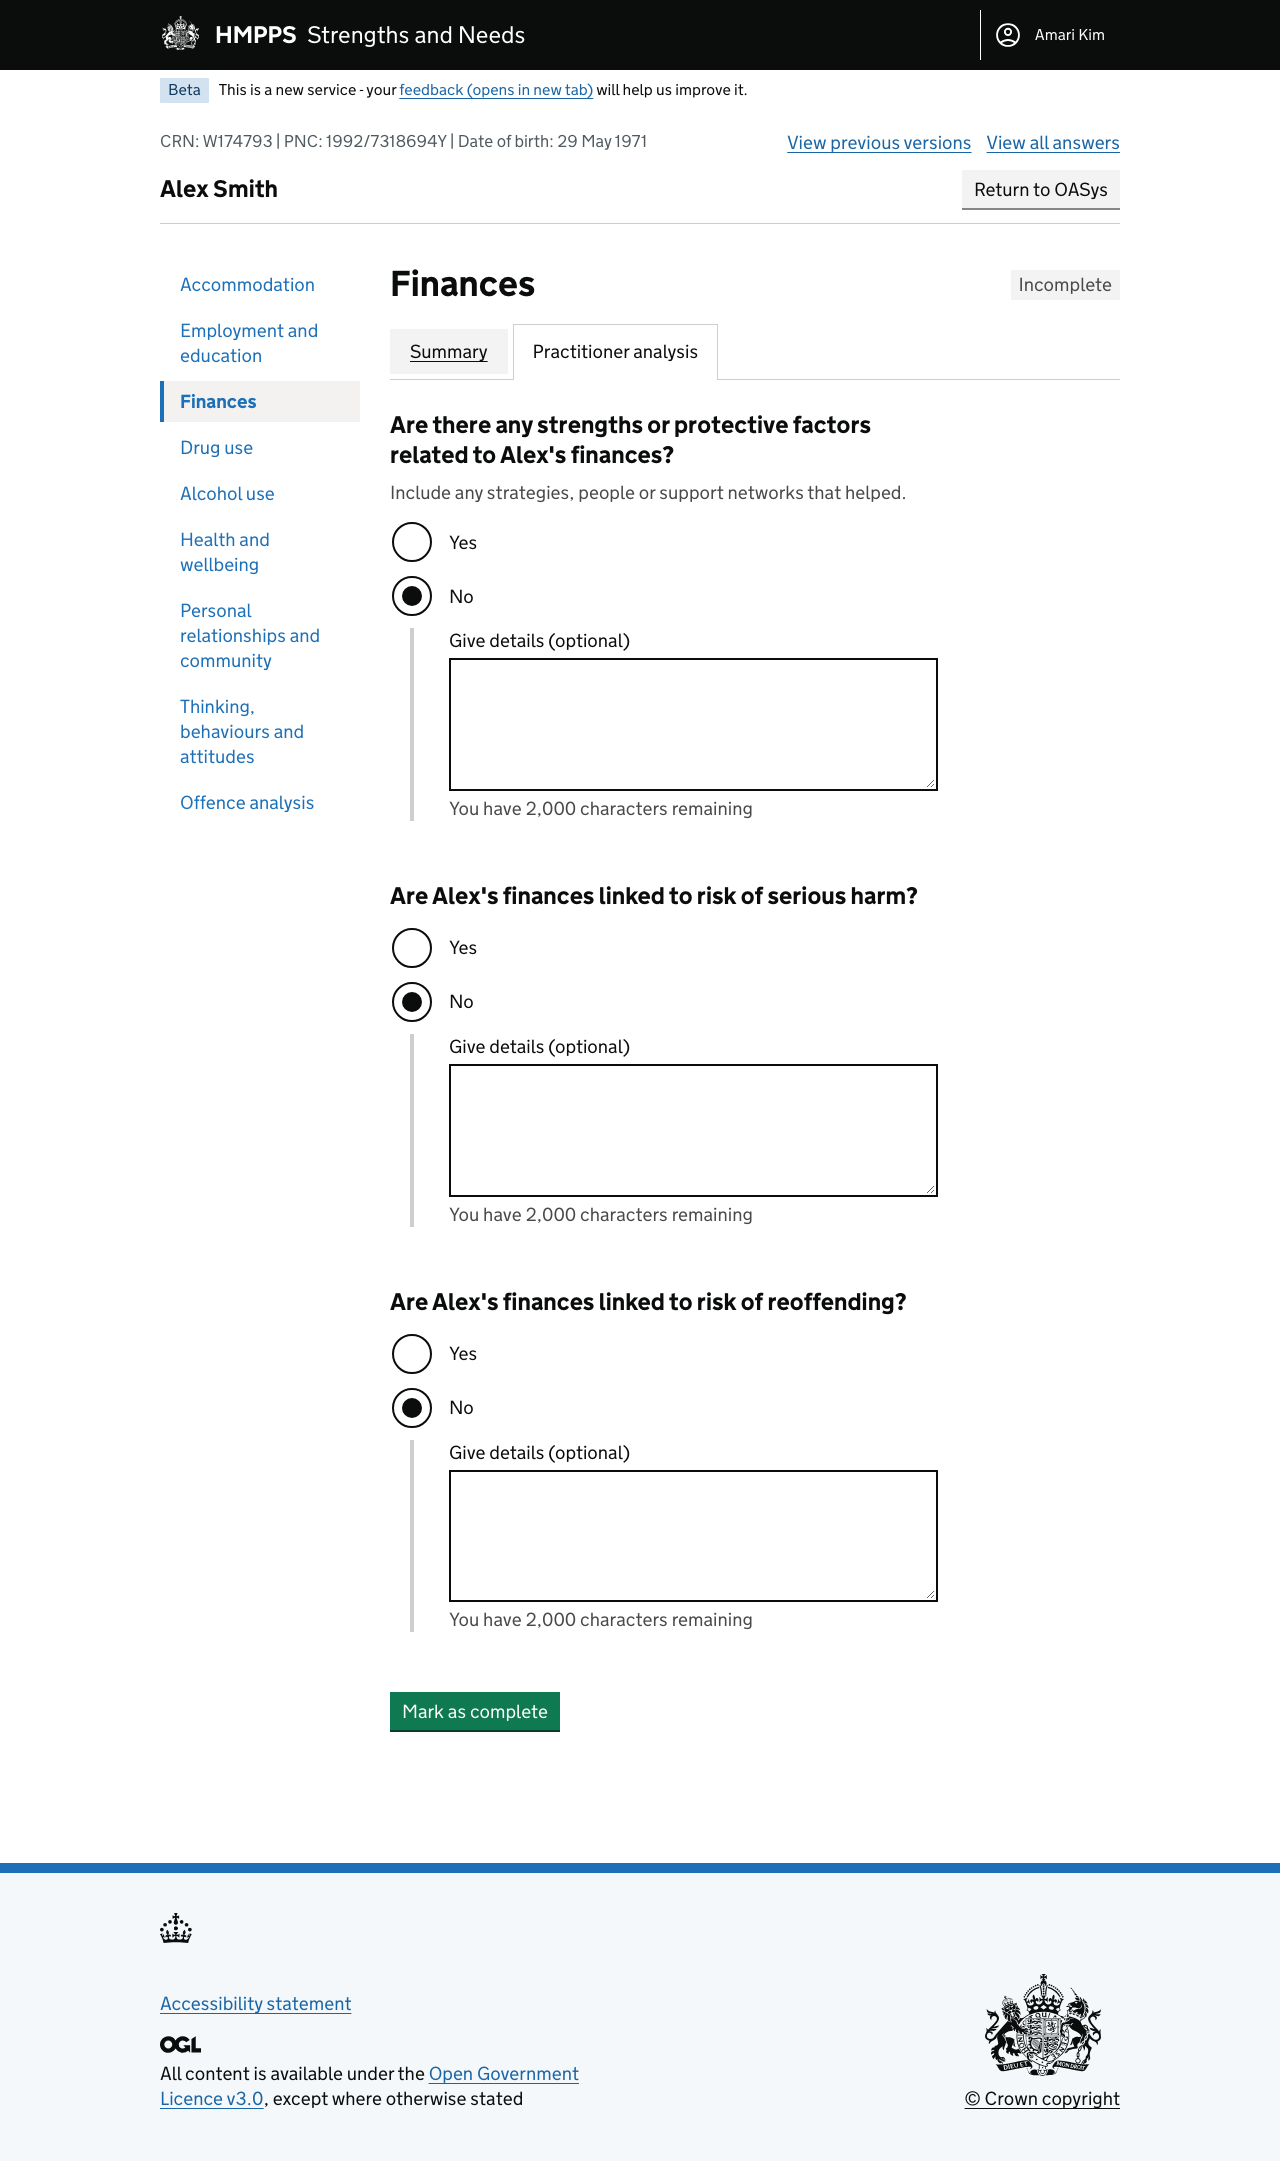 HMPPS Strengths and Needs
Amari Kim
Beta
This is a new service - your feedback (opens in new tab) will help us improve it.
CRN: W174793 | PNC: 1992/7318694Y | Date of birth: 29 May 1971
View previous versions
View all answers
Alex Smith
Return to OASys
Accommodation
Employment and
education
Finances
Drug use
Alcohol use
Health and
wellbeing
Personal
relationships and
community
Thinking,
behaviours and
attitudes
Offence analysis
Finances
Incomplete
Summary
Practitioner analysis
Are there any strengths or protective factors
related to Alex's finances?
Include any strategies, people or support networks that helped.
Yes
No
Give details (optional)
You have 2,000 characters remaining
Are Alex's finances linked to risk of serious harm?
Yes
No
Give details (optional)
You have 2,000 characters remaining
Are Alex's finances linked to risk of reoffending?
Yes
No
Give details (optional)
You have 2,000 characters remaining
Mark as complete
Accessibility statement
OGL
All content is available under the Open Government
Licence v3.0, except where otherwise stated
DIEU ET MON DROIT
© Crown copyright